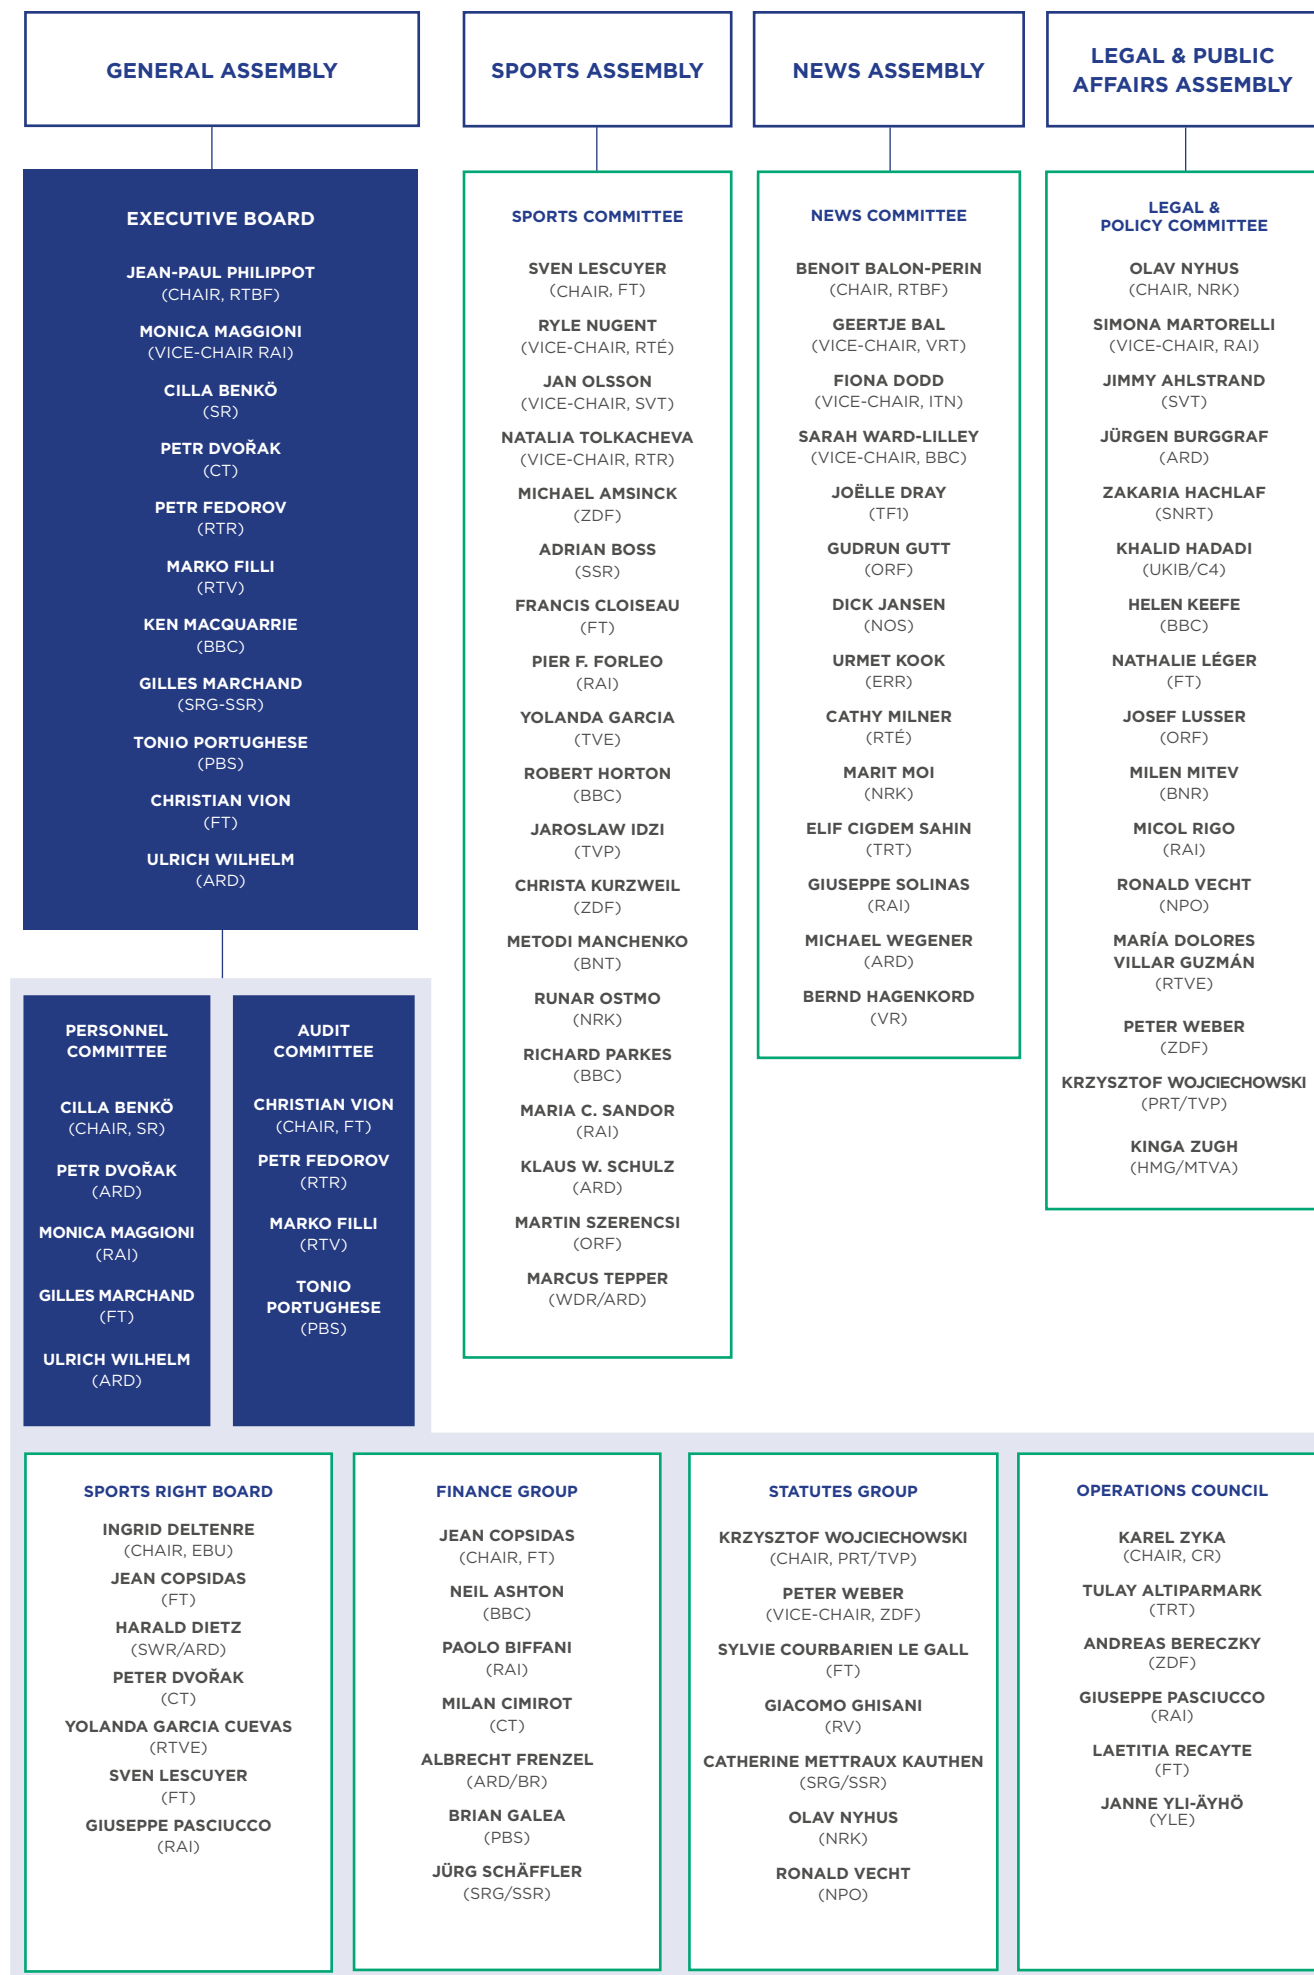 GENERAL ASSEMBLY
EXECUTIVE BOARD
JEAN-PAUL PHILIPPOT
(CHAIR, RTBF)
MONICA MAGGIONI
(VICE-CHAIR RAI)
CILLA BENKÖ
(SR)
PETR DVOŘAK
(CT)
PETR FEDOROV
(RTR)
MARKO FILLI
(RTV)
KEN MACQUARRIE
(BBC)
GILLES MARCHAND
(SRG-SSR)
TONIO PORTUGHESE
(PBS)
CHRISTIAN VION
(FT)
ULRICH WILHELM
(ARD)
PERSONNEL
COMMITTEE
CILLA BENKÖ
(CHAIR, SR)
PETR DVOŘAK
(ARD)
MONICA MAGGIONI
(RAI)
GILLES MARCHAND
(FT)
ULRICH WILHELM
(ARD)
AUDIT
COMMITTEE
CHRISTIAN VION
(CHAIR, FT)
PETR FEDOROV
(RTR)
MARKO FILLI
(RTV)
TONIO
PORTUGHESE
(PBS)
SPORTS ASSEMBLY
SPORTS COMMITTEE
SVEN LESCUYER
(CHAIR, FT)
RYLE NUGENT
(VICE-CHAIR, RTÉ)
JAN OLSSON
(VICE-CHAIR, SVT)
NATALIA TOLKACHEVA
(VICE-CHAIR, RTR)
MICHAEL AMSINCK
(ZDF)
ADRIAN BOSS
(SSR)
FRANCIS CLOISEAU
(FT)
PIER F. FORLEO
(RAI)
YOLANDA GARCIA
(TVE)
ROBERT HORTON
(BBC)
JAROSLAW IDZI
(TVP)
CHRISTA KURZWEIL
(ZDF)
METODI MANCHENKO
(BNT)
RUNAR OSTMO
(NRK)
RICHARD PARKES
(BBC)
MARIA C. SANDOR
(RAI)
KLAUS W. SCHULZ
(ARD)
MARTIN SZERENCSI
(ORF)
MARCUS TEPPER
(WDR/ARD)
NEWS ASSEMBLY
NEWS COMMITTEE
BENOIT BALON-PERIN
(CHAIR, RTBF)
GEERTJE BAL
(VICE-CHAIR, VRT)
FIONA DODD
(VICE-CHAIR, ITN)
SARAH WARD-LILLEY
(VICE-CHAIR, BBC)
JOËLLE DRAY
(TF1)
GUDRUN GUTT
(ORF)
DICK JANSEN
(NOS)
URMET KOOK
(ERR)
CATHY MILNER
(RTÉ)
MARIT MOI
(NRK)
ELIF CIGDEM SAHIN
(TRT)
GIUSEPPE SOLINAS
(RAI)
MICHAEL WEGENER
(ARD)
BERND HAGENKORD
(VR)
LEGAL & PUBLIC
AFFAIRS ASSEMBLY
LEGAL &
POLICY COMMITTEE
OLAV NYHUS
(CHAIR, NRK)
SIMONA MARTORELLI
(VICE-CHAIR, RAI)
JIMMY AHLSTRAND
(SVT)
JÜRGEN BURGGRAF
(ARD)
ZAKARIA HACHLAF
(SNRT)
KHALID HADADI
(UKIB/C4)
HELEN KEEFE
(BBC)
NATHALIE LÉGER
(FT)
JOSEF LUSSER
(ORF)
MILEN MITEV
(BNR)
MICOL RIGO
(RAI)
RONALD VECHT
(NPO)
MARÍA DOLORES
VILLAR GUZMÁN
(RTVE)
PETER WEBER
(ZDF)
KRZYSZTOF WOJCIECHOWSKI
(PRT/TVP)
KINGA ZUGH
(HMG/MTVA)
SPORTS RIGHT BOARD
INGRID DELTENRE
(CHAIR, EBU)
JEAN COPSIDAS
(FT)
HARALD DIETZ
(SWR/ARD)
PETER DVOŘAK
(CT)
YOLANDA GARCIA CUEVAS
(RTVE)
SVEN LESCUYER
(FT)
GIUSEPPE PASCIUCCO
(RAI)
FINANCE GROUP
JEAN COPSIDAS
(CHAIR, FT)
NEIL ASHTON
(BBC)
PAOLO BIFFANI
(RAI)
MILAN CIMIROT
(CT)
ALBRECHT FRENZEL
(ARD/BR)
BRIAN GALEA
(PBS)
JÜRG SCHÄFFLER
(SRG/SSR)
STATUTES GROUP
KRZYSZTOF WOJCIECHOWSKI
(CHAIR, PRT/TVP)
PETER WEBER
(VICE-CHAIR, ZDF)
SYLVIE COURBARIEN LE GALL
(FT)
GIACOMO GHISANI
(RV)
CATHERINE METTRAUX KAUTHEN
(SRG/SSR)
OLAV NYHUS
(NRK)
RONALD VECHT
(NPO)
OPERATIONS COUNCIL
KAREL ZYKA
(CHAIR, CR)
TULAY ALTIPARMARK
(TRT)
ANDREAS BERECZKY
(ZDF)
GIUSEPPE PASCIUCCO
(RAI)
LAETITIA RECAYTE
(FT)
JANNE YLI-ÄYHÖ
(YLE)